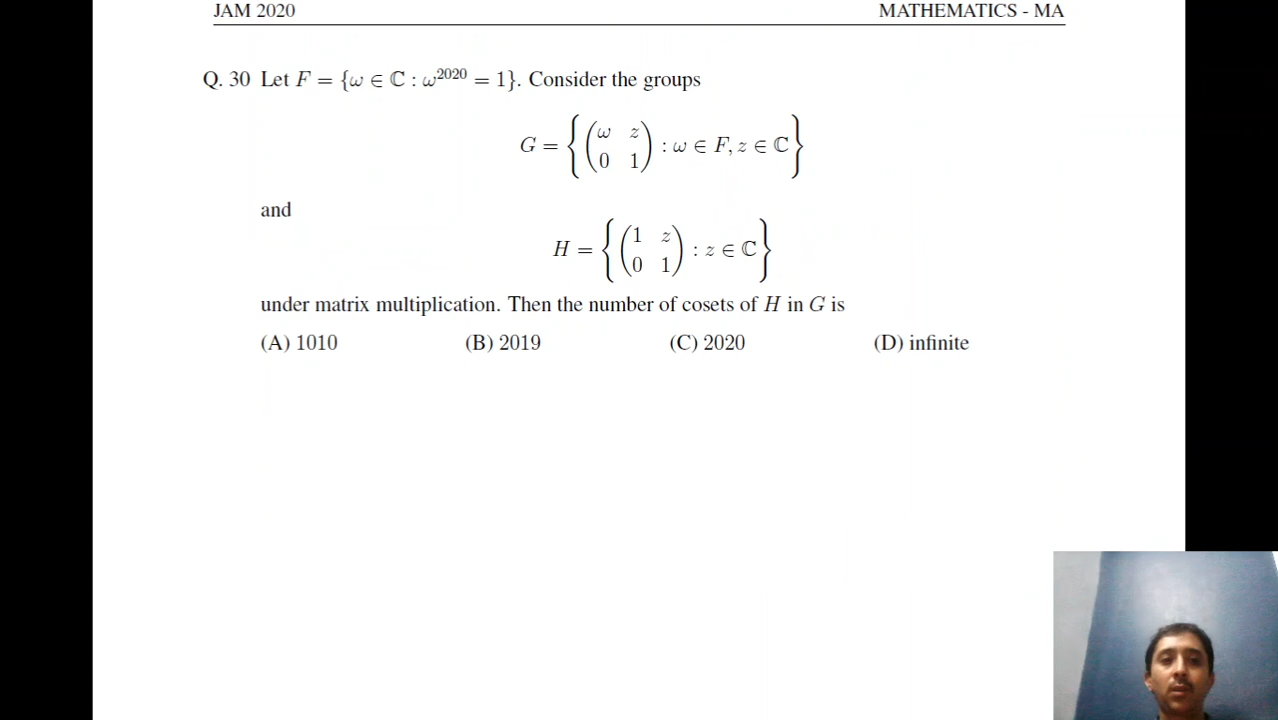 JAM 2020 MATHEMATICS - MA
Q. 30 Let F = {ω ∈ ℂ : ω^2020 = 1}. Consider the groups
G = { ( ω z ; 0 1 ) : ω ∈ F, z ∈ ℂ }
and
H = { ( 1 z ; 0 1 ) : z ∈ ℂ }
under matrix multiplication. Then the number of cosets of H in G is
(A) 1010 (B) 2019 (C) 2020 (D) infinite